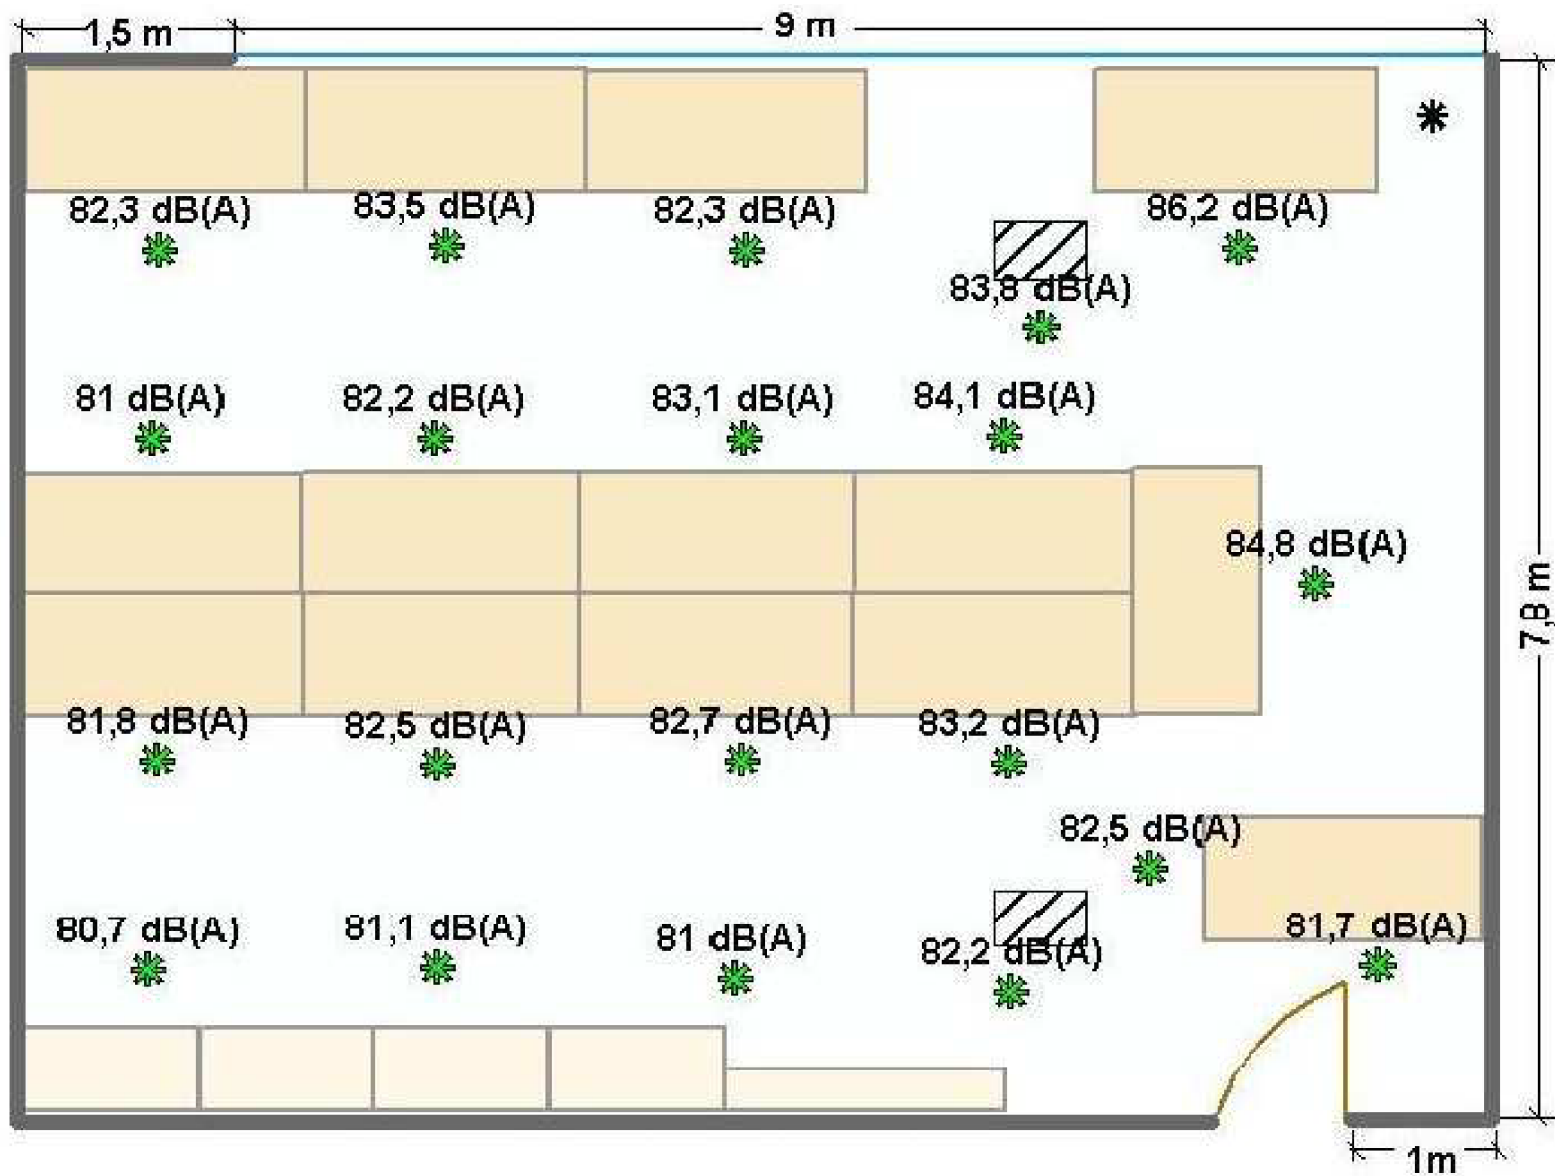 1,5 m
9 m
82,3 dB(A)
83,5 dB(A)
82,3 dB(A)
86,2 dB(A)
83,8 dB(A)
81 dB(A)
82,2 dB(A)
83,1 dB(A)
84,1 dB(A)
84,8 dB(A)
7,8 m
81,8 dB(A)
82,5 dB(A)
82,7 dB(A)
83,2 dB(A)
82,5 dB(A)
80,7 dB(A)
81,1 dB(A)
81 dB(A)
82,2 dB(A)
81,7 dB(A)
1m